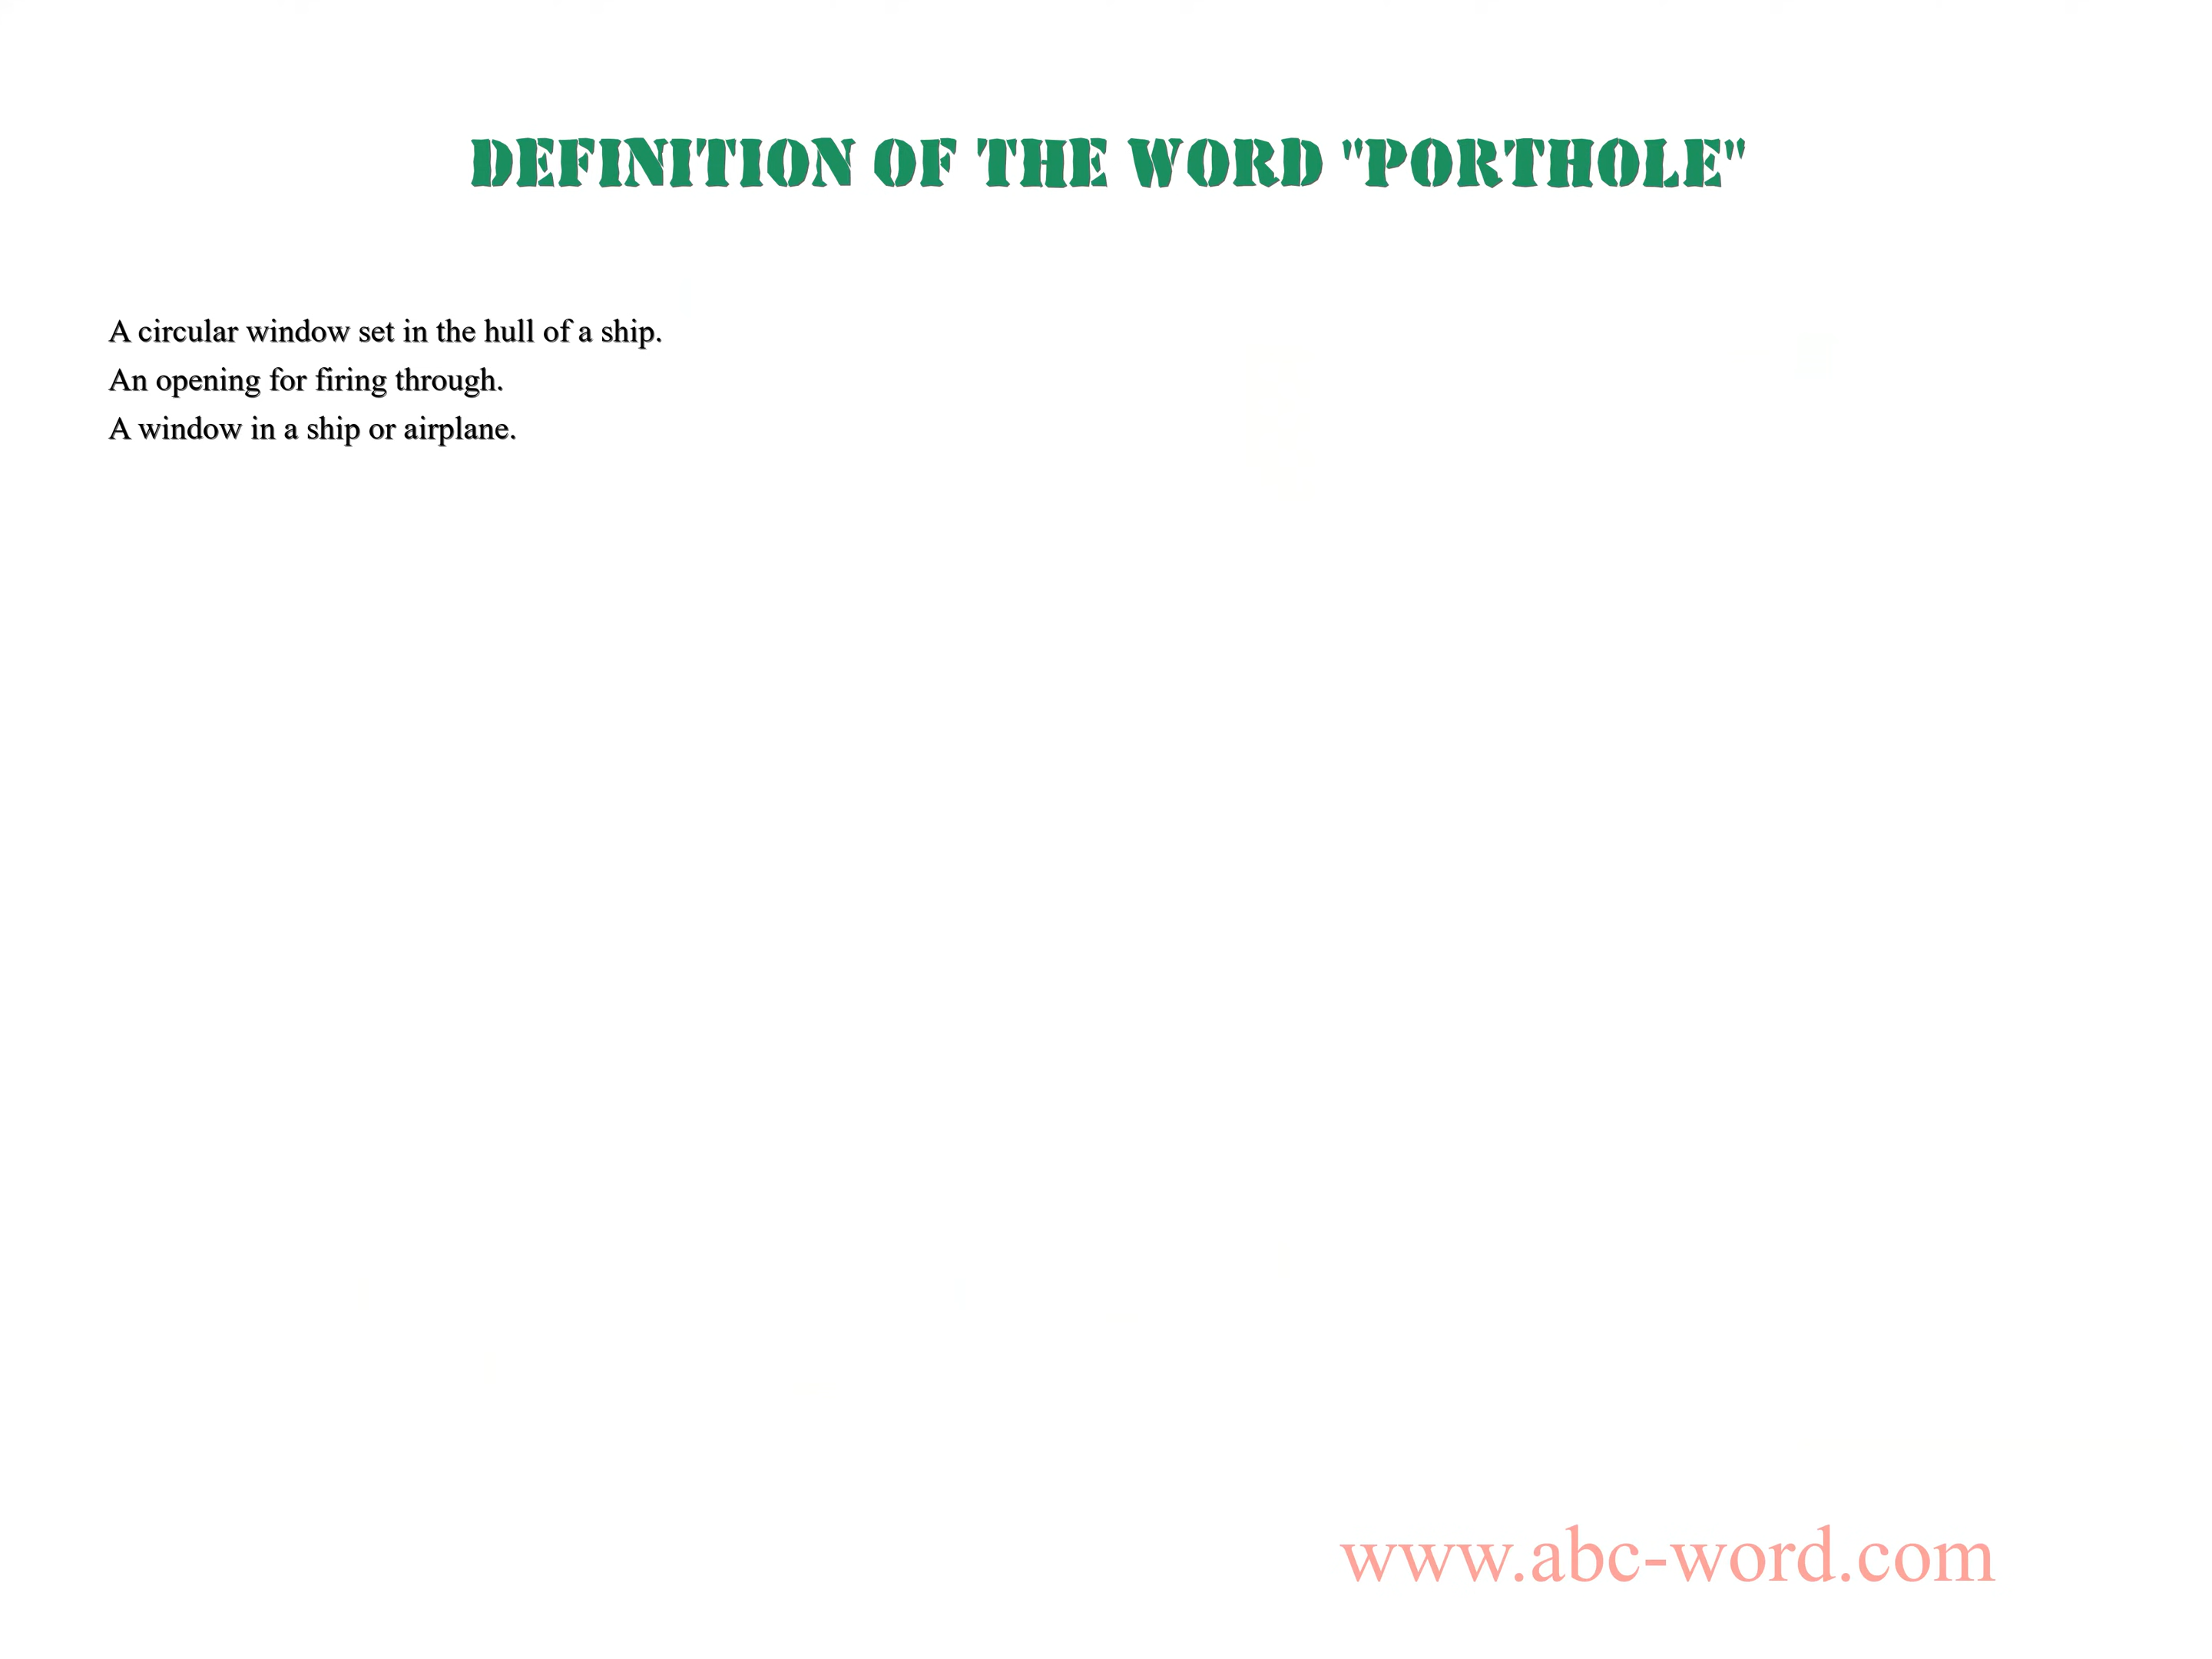 DEFINITION OF THE WORD "PORTHOLE"
A circular window set in the hull of a ship.
An opening for firing through.
A window in a ship or airplane.
www.abc-word.com